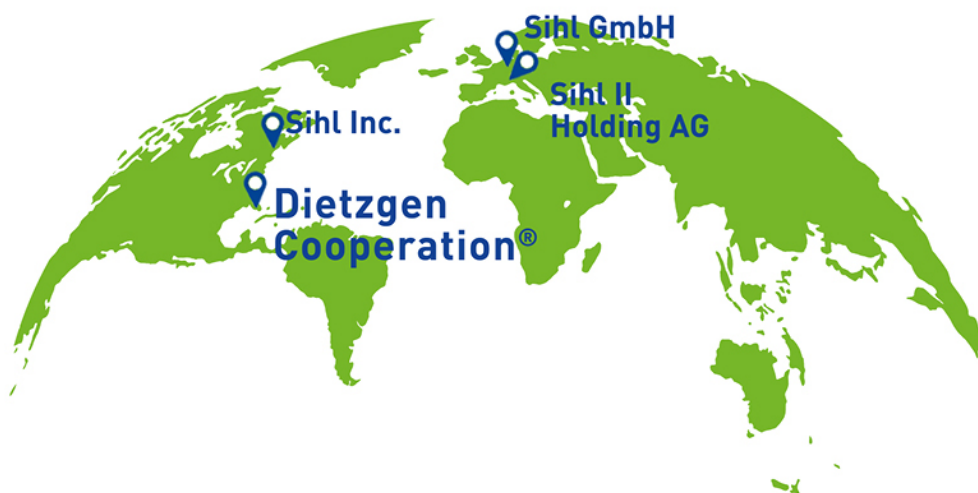 Sihl GmbH
Sihl II
Holding AG
Sihl Inc.
Dietzgen
Cooperation®